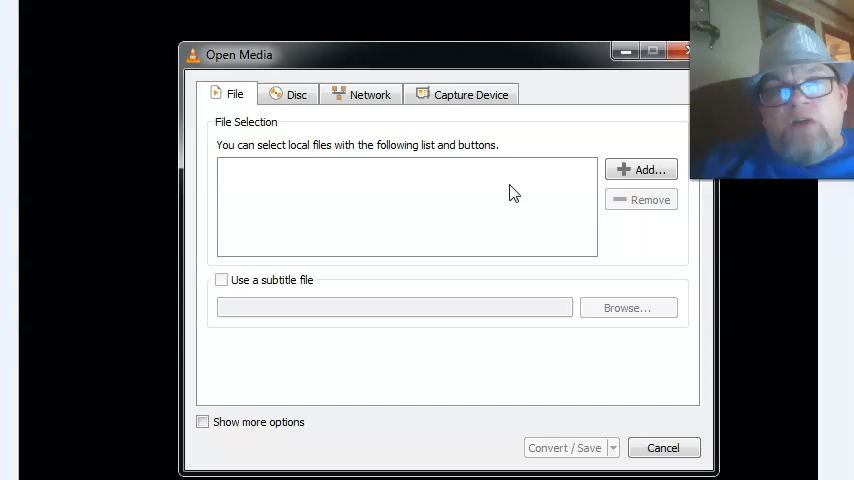 Open Media
File
Disc
Network
Capture Device
File Selection
You can select local files with the following list and buttons.
Add...
Remove
Use a subtitle file
Browse...
Show more options
Convert / Save
Cancel